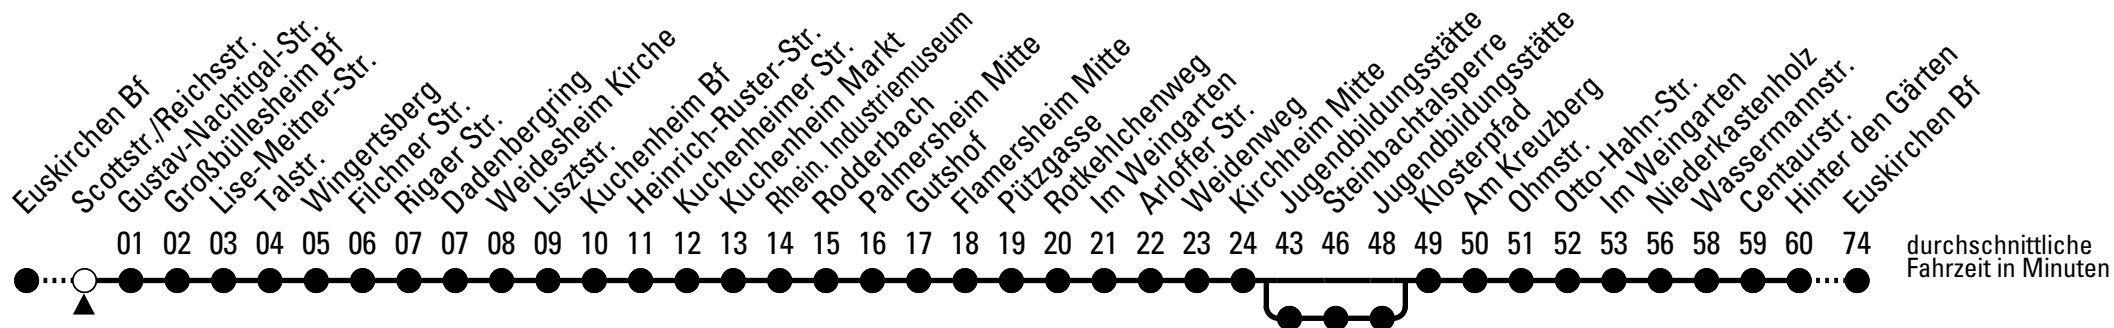 Euskirchen Bf
Scottstr./Reichsstr.
Gustav-Nachtigal-Str.
Großbüllesheim Bf
Lise-Meitner-Str.
Talstr.
Wingertsberg
Filchner Str.
Rigaer Str.
Dadenbergring
Weidesheim Kirche
Lisztstr.
Kuchenheim Bf
Heinrich-Ruster-Str.
Kuchenheimer Str.
Kuchenheim Markt
Rhein. Industriemuseum
Rodderbach
Palmersheim Mitte
Gutshof
Flamersheim Mitte
Pützgasse
Rotkehlchenweg
Im Weingarten
Arloffer Str.
Weidenweg
Kirchheim Mitte
Jugendbildungsstätte
Steinbachtalsperre
Jugendbildungsstätte
Klosterpfad
Am Kreuzberg
Ohmstr.
Otto-Hahn-Str.
Im Weingarten
Niederkastenholz
Wassermannstr.
Centaurstr.
Hinter den Gärten
Euskirchen Bf
01 02 03 04 05 06 07 07 08 09 10 11 12 13 14 15 16 17 18 19 20 21 22 23 24 43 46 48 49 50 51 52 53 56 58 59 60 74
durchschnittliche
Fahrzeit in Minuten